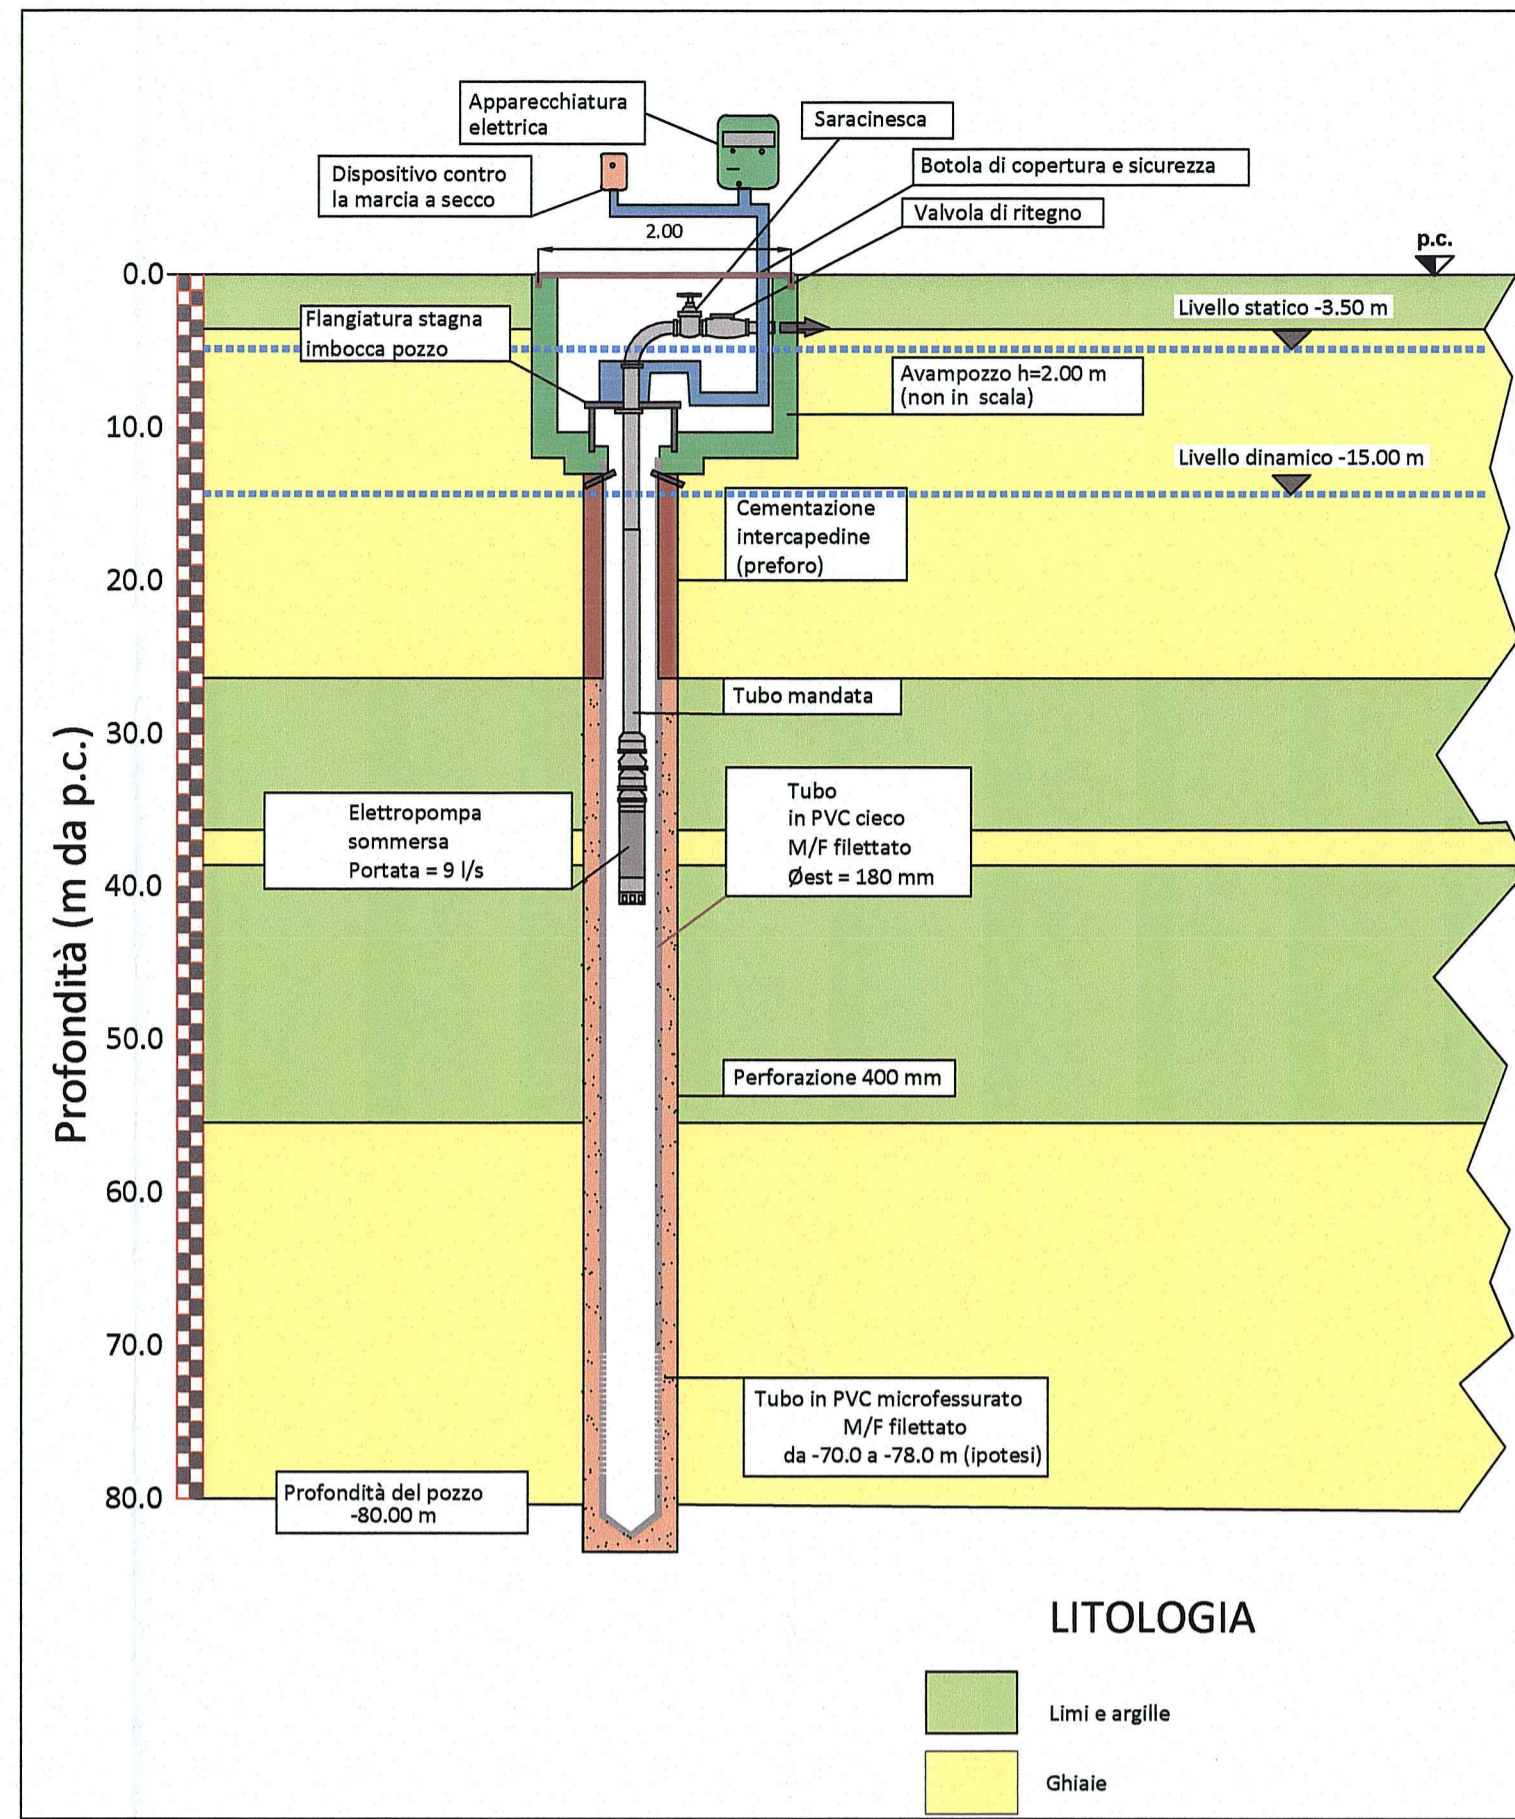 Apparecchiatura
elettrica
Saracinesca
Dispositivo contro
la marcia a secco
Botola di copertura e sicurezza
Valvola di ritegno
2.00
p.c.
0.0
Livello statico -3.50 m
Flangiatura stagna
imbocca pozzo
Avampozzo h=2.00 m
(non in scala)
10.0
Livello dinamico -15.00 m
Cementazione
intercapedine
(preforo)
20.0
Tubo mandata
30.0
Profondità (m da p.c.)
Elettropompa
sommersa
Portata = 9 l/s
Tubo
in PVC cieco
M/F filettato
Øest = 180 mm
40.0
50.0
Perforazione 400 mm
60.0
70.0
Tubo in PVC microfessurato
M/F filettato
da -70.0 a -78.0 m (ipotesi)
80.0
Profondità del pozzo
-80.00 m
LITOLOGIA
Limi e argille
Ghiaie